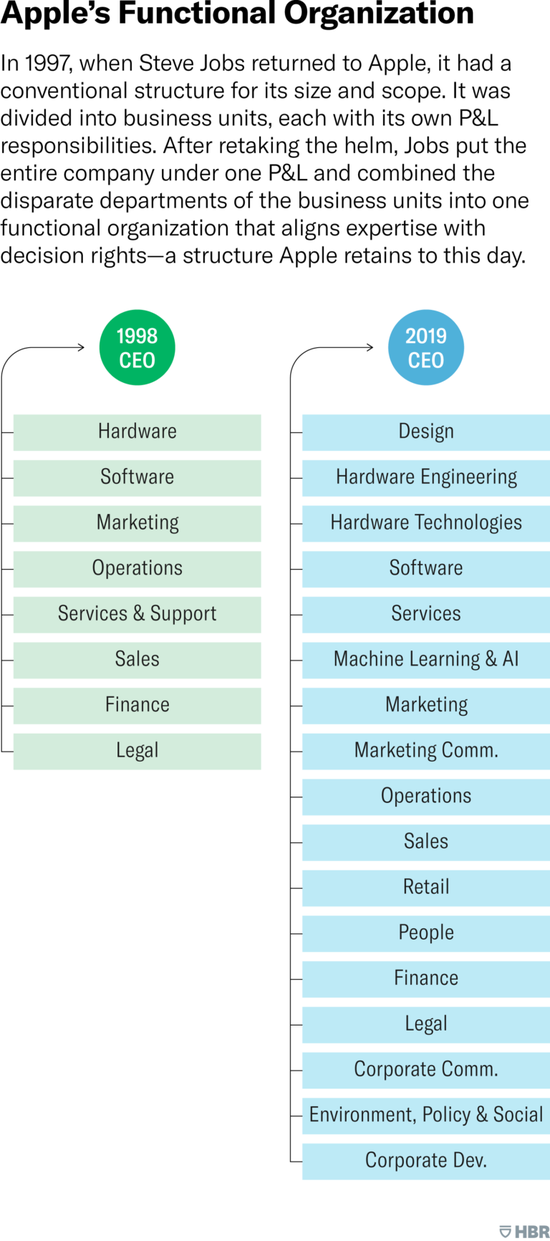 Apple's Functional Organization
In 1997, when Steve Jobs returned to Apple, it had a
conventional structure for its size and scope. It was
divided into business units, each with its own P&L
responsibilities. After retaking the helm, Jobs put the
entire company under one P&L and combined the
disparate departments of the business units into one
functional organization that aligns expertise with
decision rights—a structure Apple retains to this day.
1998
CEO
Hardware
Software
Marketing
Operations
Services & Support
Sales
Finance
Legal
2019
CEO
Design
Hardware Engineering
Hardware Technologies
Software
Services
Machine Learning & AI
Marketing
Marketing Comm.
Operations
Sales
Retail
People
Finance
Legal
Corporate Comm.
Environment, Policy & Social
Corporate Dev.
HBR